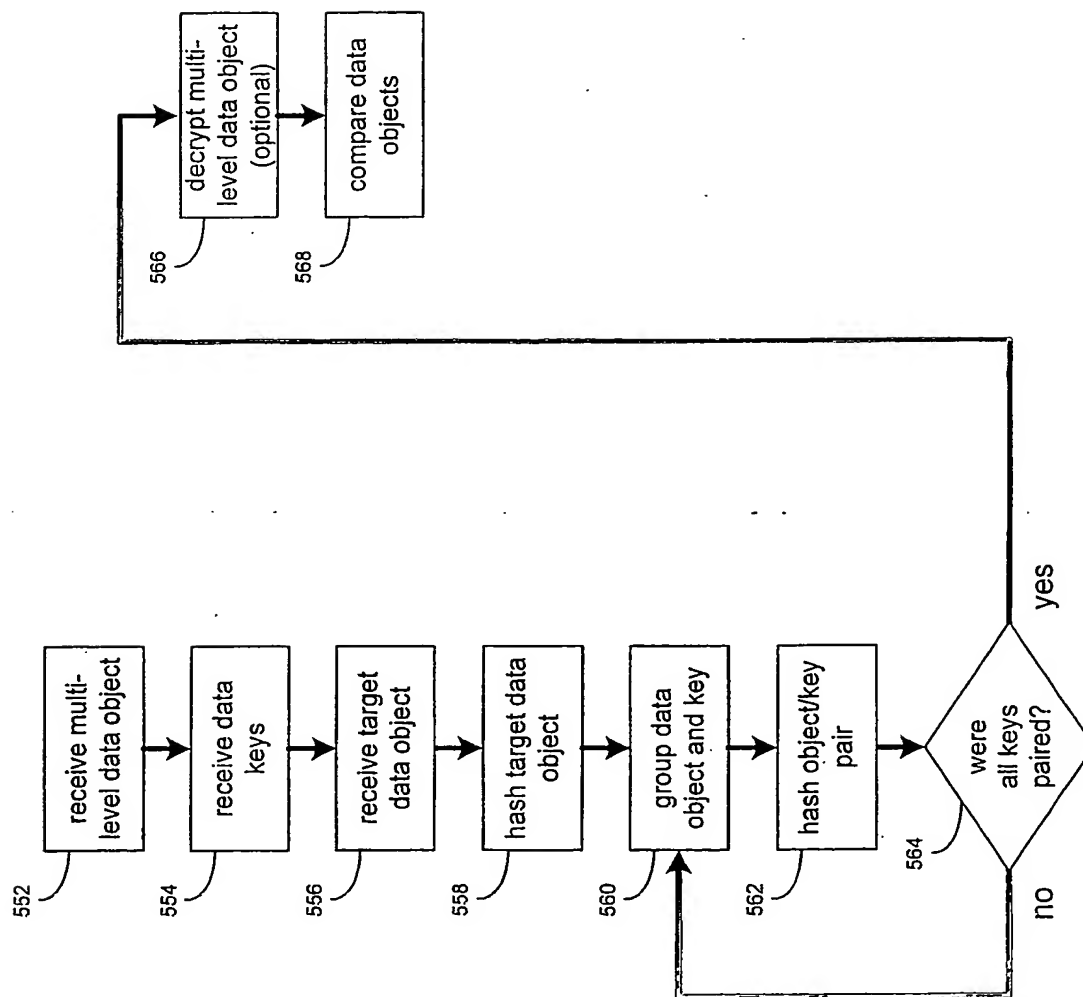 552
receive multi-
level data object
554
receive data
keys
556
receive target
data object
558
hash target data
object
560
group data
object and key
562
hash object/key
pair
564
were
all keys
paired?
no
yes
566
decrypt multi-
level data object
(optional)
568
compare data
objects